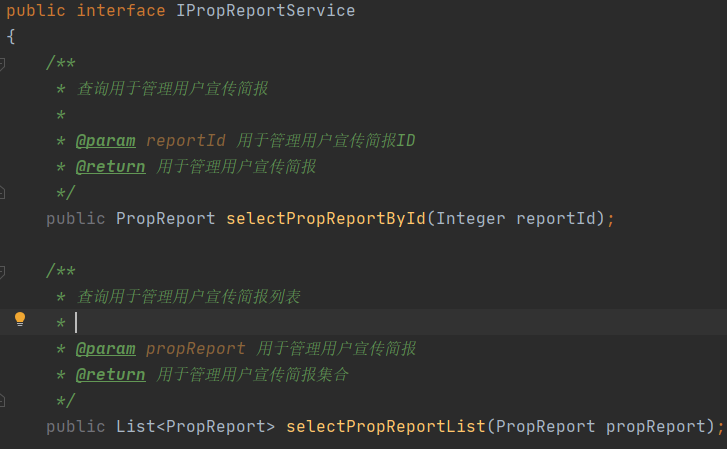 public interface IPropReportService
{
/**
* 查询用于管理用户宣传简报
*
* @param reportId 用于管理用户宣传简报ID
* @return 用于管理用户宣传简报
*/
public PropReport selectPropReportById(Integer reportId);
/**
* 查询用于管理用户宣传简报列表
*
* @param propReport 用于管理用户宣传简报
* @return 用于管理用户宣传简报集合
*/
public List<PropReport> selectPropReportList(PropReport propReport);